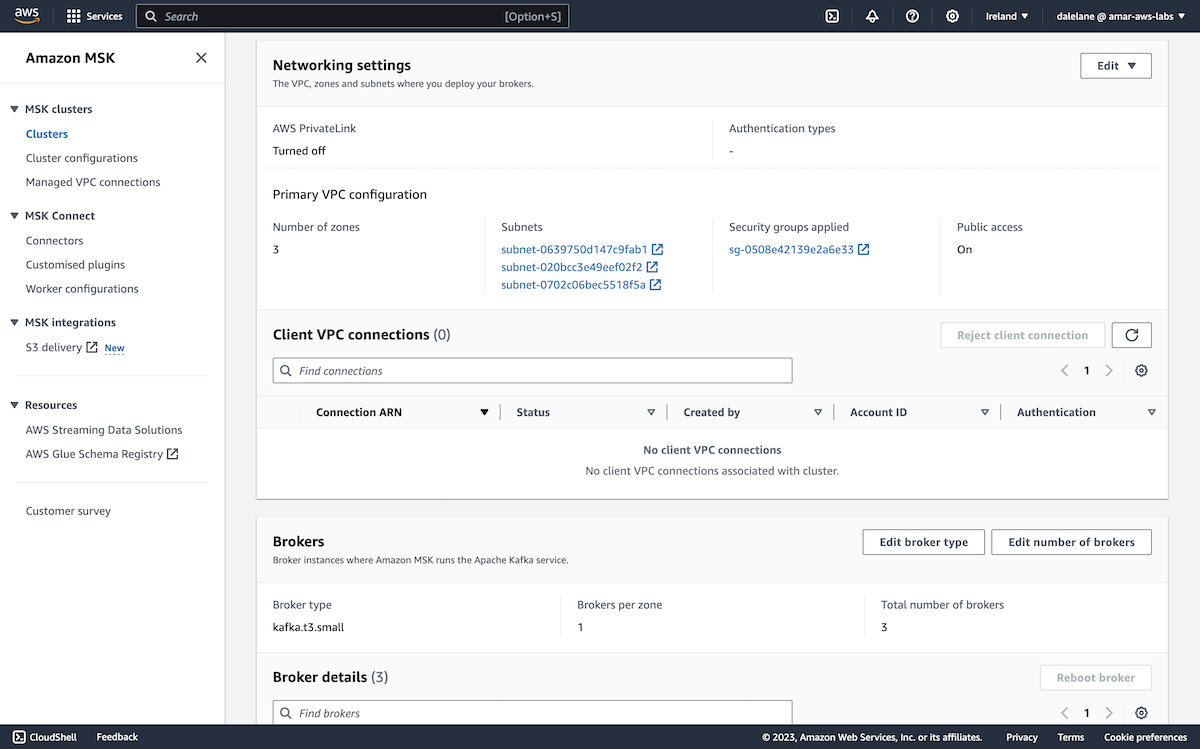 aws
Services
Search
[Option+S]
Ireland
dalelane @ amar-aws-labs
Amazon MSK
MSK clusters
Clusters
Cluster configurations
Managed VPC connections
MSK Connect
Connectors
Customised plugins
Worker configurations
MSK integrations
S3 delivery
New
Resources
AWS Streaming Data Solutions
AWS Glue Schema Registry
Customer survey
Networking settings
The VPC, zones and subnets where you deploy your brokers.
Edit
AWS PrivateLink
Turned off
Authentication types
-
Primary VPC configuration
Number of zones
3
Subnets
subnet-0639750d147c9fab1
subnet-020bcc3e49eef02f2
subnet-0702c06bec5518f5a
Security groups applied
sg-0508e42139e2a6e33
Public access
On
Client VPC connections (0)
Reject client connection
Find connections
1
Connection ARN
Status
Created by
Account ID
Authentication
No client VPC connections
No client VPC connections associated with cluster.
Brokers
Broker instances where Amazon MSK runs the Apache Kafka service.
Edit broker type
Edit number of brokers
Broker type
kafka.t3.small
Brokers per zone
1
Total number of brokers
3
Broker details (3)
Reboot broker
Find brokers
1
CloudShell
Feedback
© 2023, Amazon Web Services, Inc. or its affiliates.
Privacy
Terms
Cookie preferences